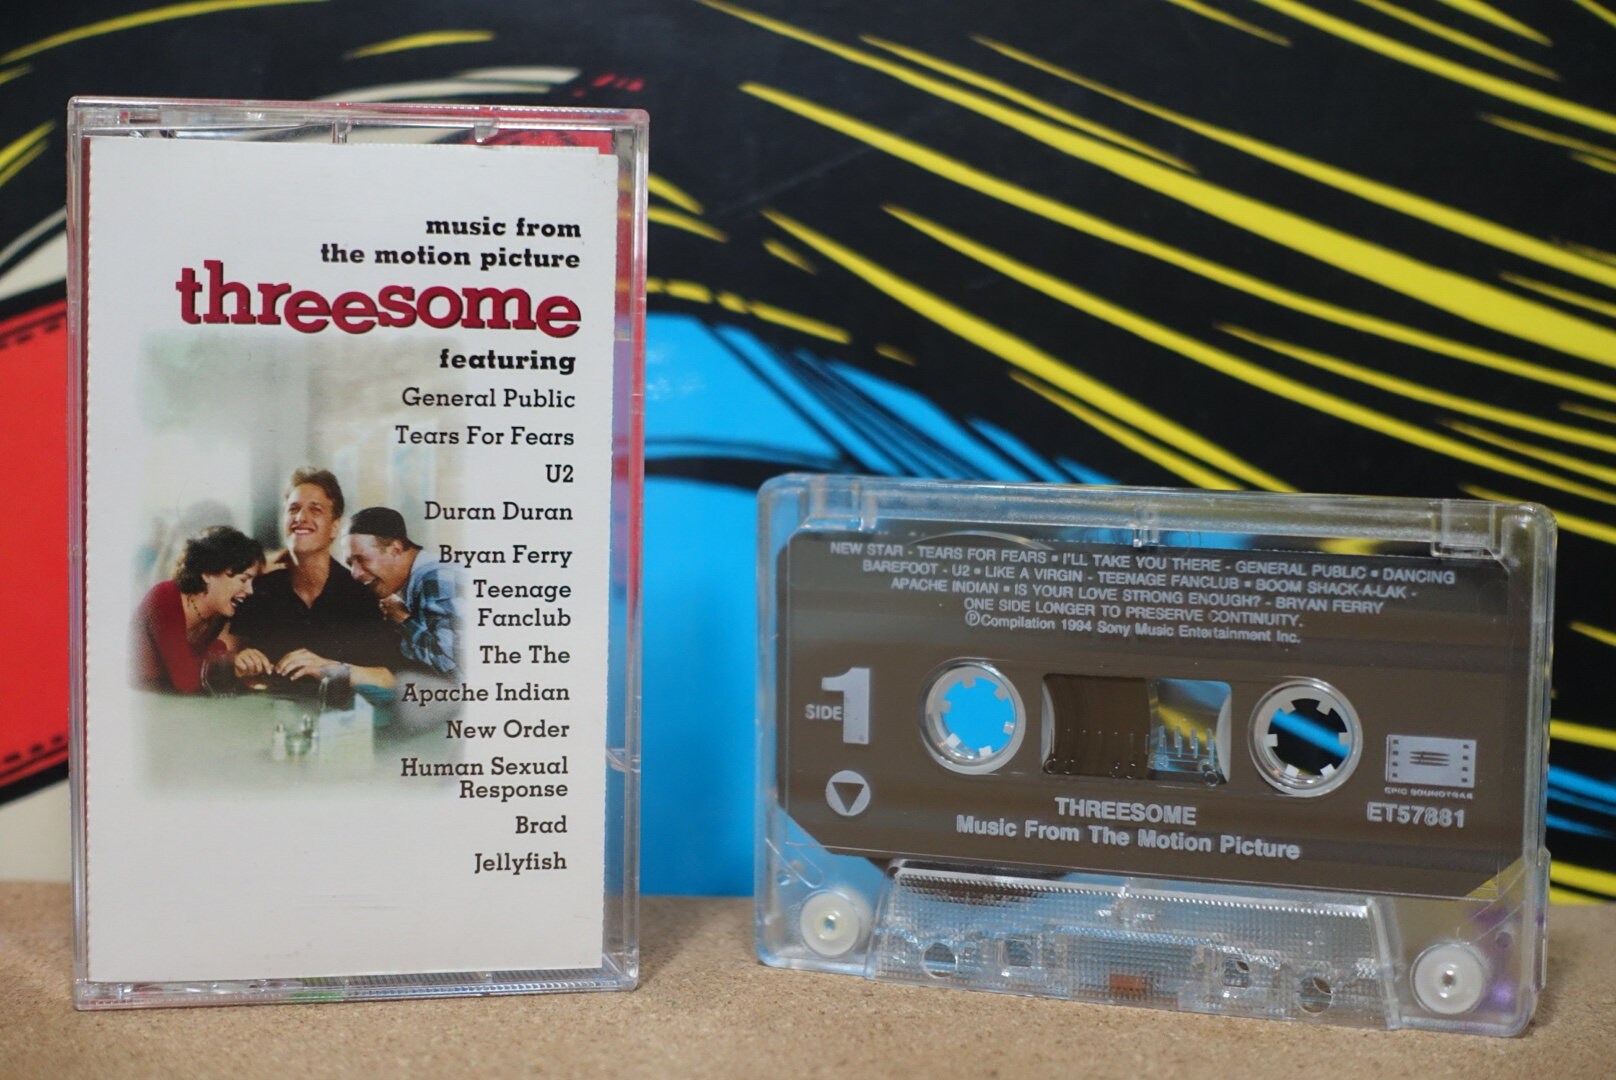 music from
the motion picture
threesome
featuring
General Public
Tears For Fears
U2
Duran Duran
Bryan Ferry
Teenage
Fanclub
The The
Apache Indian
New Order
Human Sexual
Response
Brad
Jellyfish
NEW STAR - TEARS FOR FEARS • I'LL TAKE YOU THERE - GENERAL PUBLIC • DANCING
BAREFOOT - U2 • LIKE A VIRGIN - TEENAGE FANCLUB • BOOM SHACK-A-LAK -
APACHE INDIAN • IS YOUR LOVE STRONG ENOUGH? - BRYAN FERRY
ONE SIDE LONGER TO PRESERVE CONTINUITY.
℗Compilation 1994 Sony Music Entertainment Inc.
SIDE 1
EPIC SOUNDTRAX
ET57881
THREESOME
Music From The Motion Picture